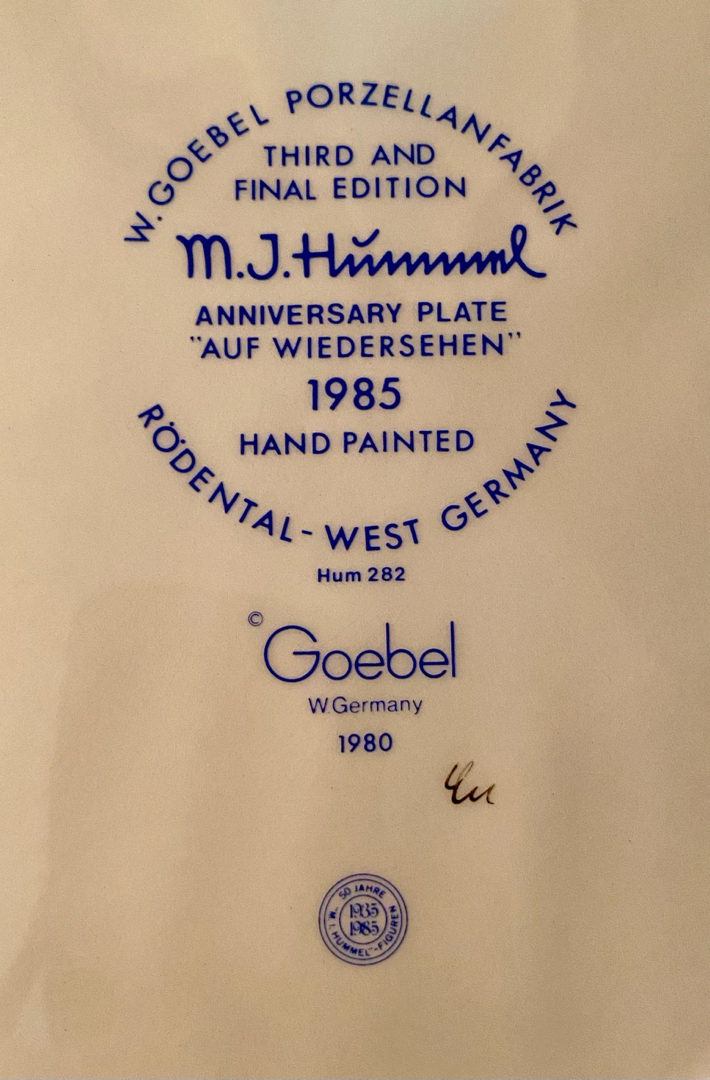 W. GOEBEL PORZELLANFABRIK
THIRD AND
FINAL EDITION
M.J. Hummel
ANNIVERSARY PLATE
"AUF WIEDERSEHEN"
1985
HAND PAINTED
RÖDENTAL - WEST GERMANY
Hum 282
© Goebel
W.Germany
1980
50 JAHRE
1935
1985
"M. I. HUMMEL"-FIGUREN